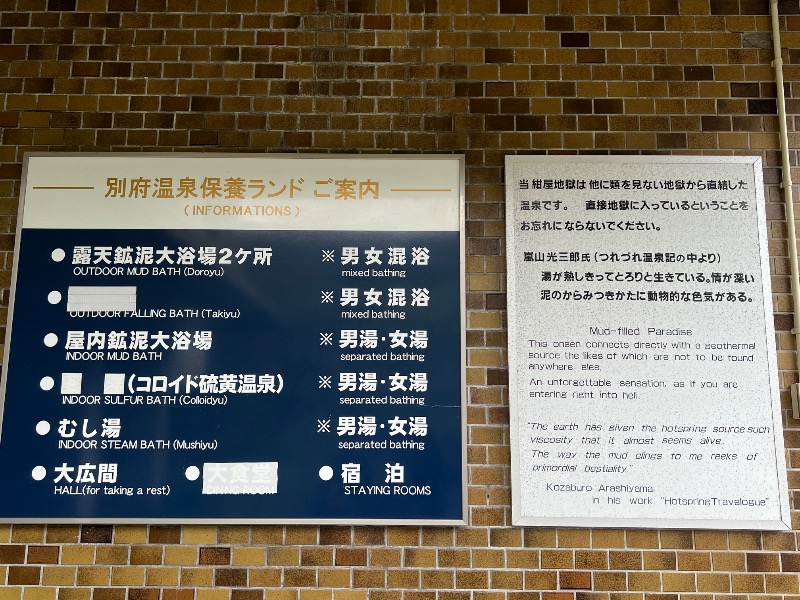 別府温泉保養ランド ご案内
(INFORMATIONS)
● 露天鉱泥大浴場2ケ所 ※ 男女混浴
OUTDOOR MUD BATH (Doroyu) mixed bathing
● ※ 男女混浴
OUTDOOR FALLING BATH (Takiyu) mixed bathing
● 屋内鉱泥大浴場 ※ 男湯・女湯
INDOOR MUD BATH separated bathing
● (コロイド硫黄温泉) ※ 男湯・女湯
INDOOR SULFUR BATH (Colloidyu) separated bathing
● むし湯 ※ 男湯・女湯
INDOOR STEAM BATH (Mushiyu) separated bathing
● 大広間 ● 大食堂 ● 宿 泊
HALL(for taking a rest) DINING ROOM STAYING ROOMS
当 紺屋地獄は 他に類を見ない地獄から直結した
温泉です。 直接地獄に入っているということを
お忘れに ならないでください。
嵐山光三郎氏(つれづれ温泉記の中より)
湯が熟しきってとろりと生きている。情が深い
泥のからみつきかたに動物的な色気がある。
Mud-filled Paradise
This onsen connects directly with a geothermal
source the likes of which are not to be found
anywhere eles.
An unforgettable sensation, as if you are
entering right into hell.
"The earth has given the hotspring source such
viscosity that it almost seems alive.
The way the mud clings to me reeks of
primordial bestiality."
Kozaburo Arashiyama
in his work "HotspringTravelogue"